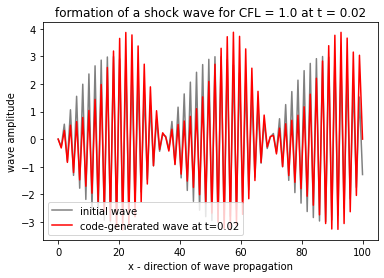 formation of a shock wave for CFL = 1.0 at t = 0.02
wave amplitude
4
3
2
1
0
−1
−2
−3
initial wave
code-generated wave at t=0.02
0 20 40 60 80 100
x - direction of wave propagation